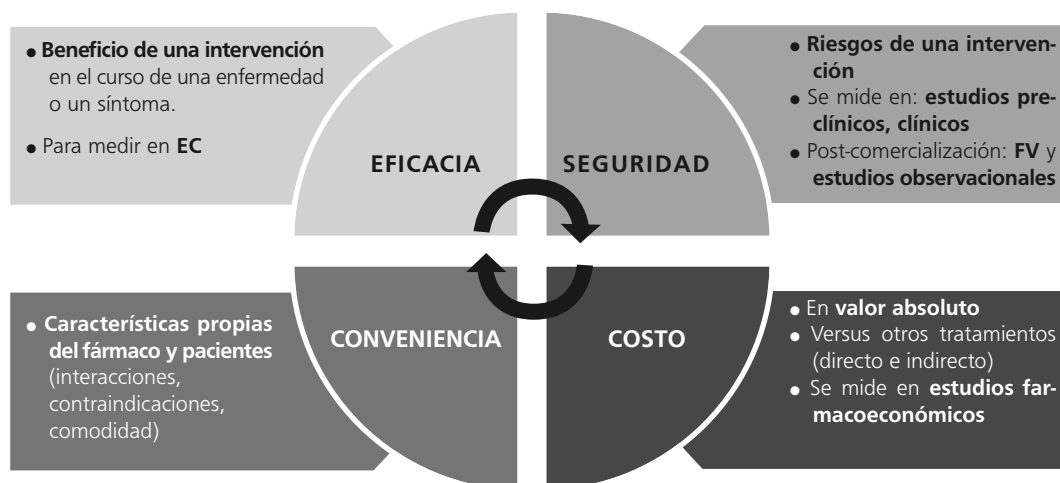 ● Beneficio de una intervención
en el curso de una enfermedad
o un síntoma.
● Para medir en EC
EFICACIA
SEGURIDAD
● Riesgos de una interven-
ción
● Se mide en: estudios pre-
clínicos, clínicos
● Post-comercialización: FV y
estudios observacionales
● Características propias
del fármaco y pacientes
(interacciones,
contraindicaciones,
comodidad)
CONVENIENCIA
COSTO
● En valor absoluto
● Versus otros tratamientos
(directo e indirecto)
● Se mide en estudios far-
macoeconómicos